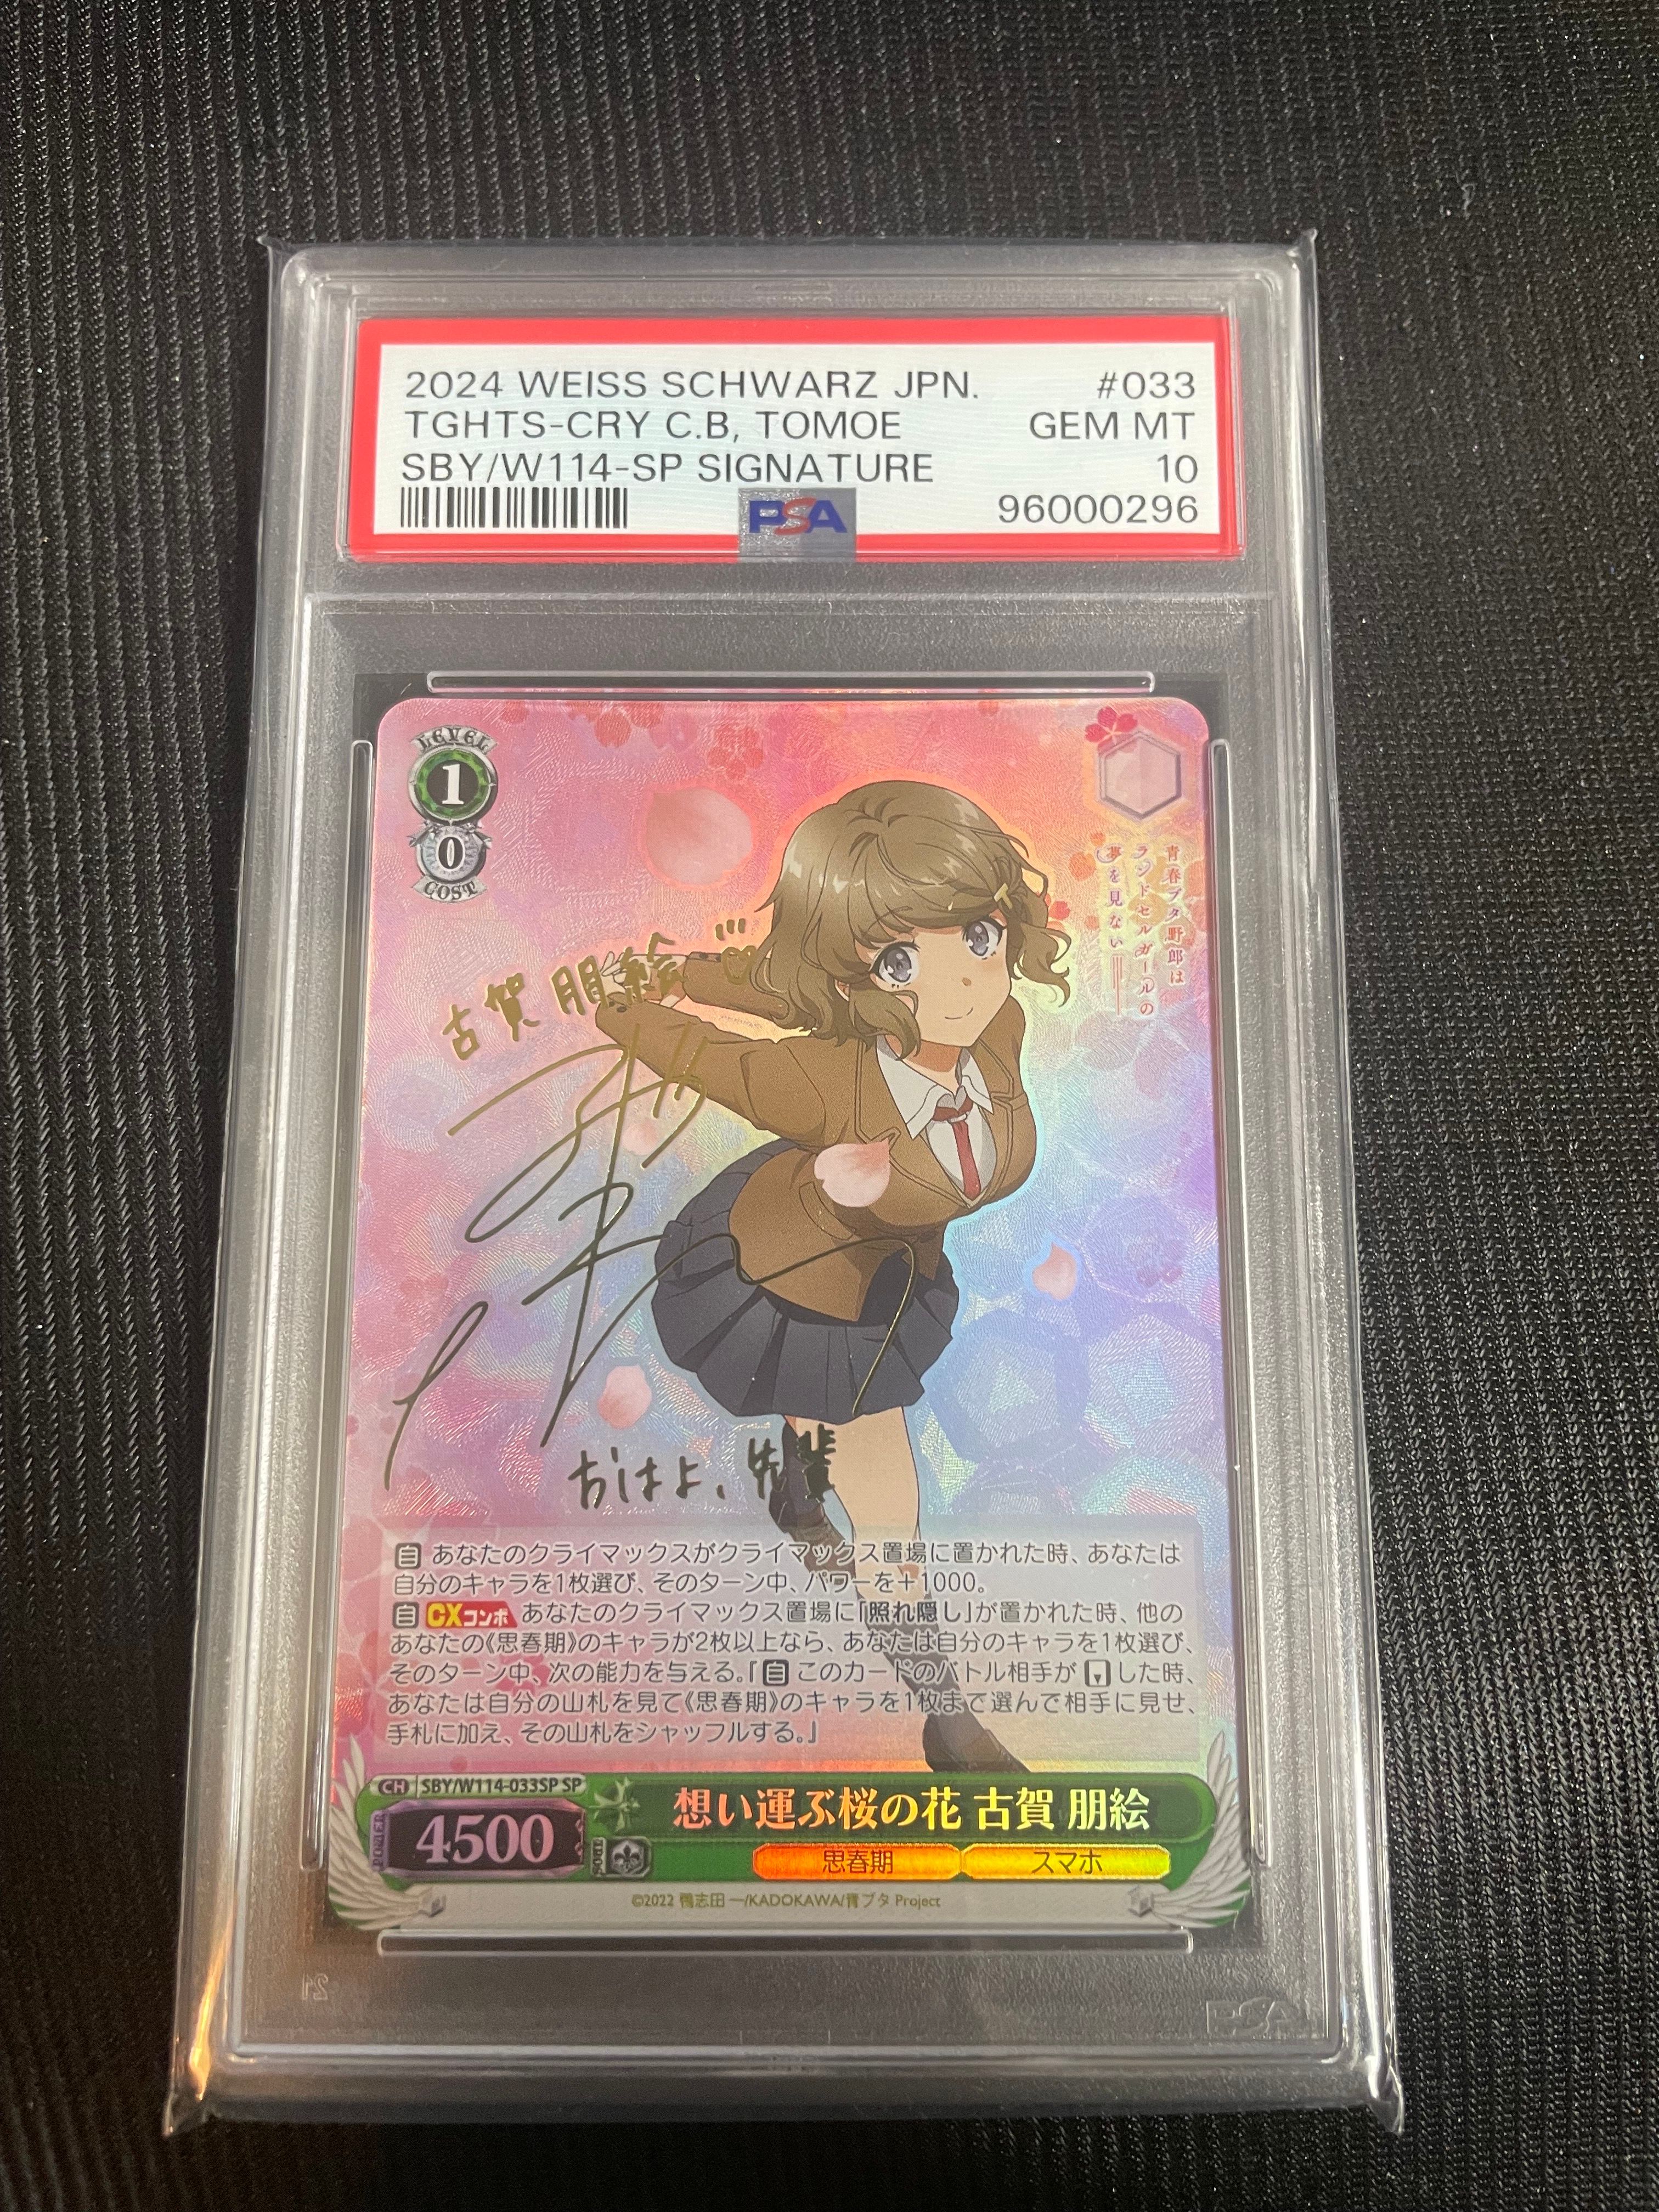 2024 WEISS SCHWARZ JPN. #033
TGHTS-CRY C.B, TOMOE GEM MT
SBY/W114-SP SIGNATURE 10
PSA 96000296
LEVEL
1
0
COST
青春ブタ野郎は
ランドセルガールの
夢を見ない
古賀 朋絵
おはよ、先輩
自 あなたのクライマックスがクライマックス置場に置かれた時、あなたは
自分のキャラを1枚選び、そのターン中、パワーを+1000。
自 CXコンボ あなたのクライマックス置場に「照れ隠し」が置かれた時、他の
あなたの《思春期》のキャラが2枚以上なら、あなたは自分のキャラを1枚選び、
そのターン中、次の能力を与える。『自 このカードのバトル相手が した時、
あなたは自分の山札を見て《思春期》のキャラを1枚まで選んで相手に見せ、
手札に加え、その山札をシャッフルする。』
CH SBY/W114-033SP SP
POWER 4500 SOUL
想い運ぶ桜の花 古賀 朋絵
思春期 スマホ
©2022 鴨志田 一/KADOKAWA/青ブタ Project
21
PSA